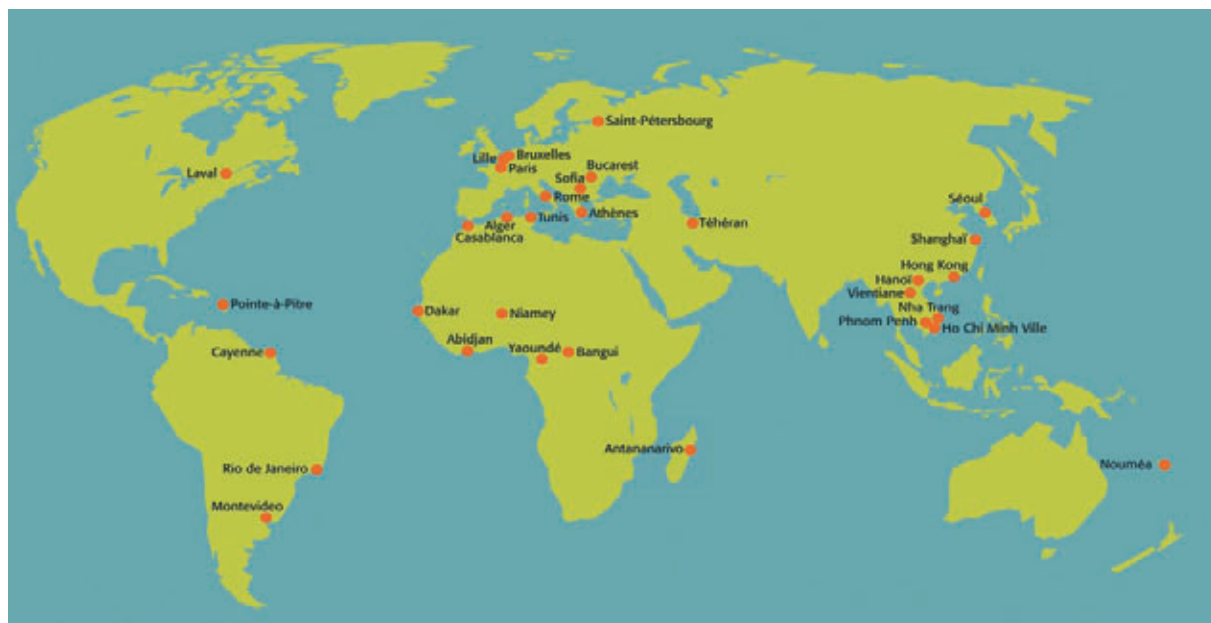 Saint-Pétersbourg
Bruxelles
Lille
Paris
Bucarest
Laval
Sofia
Rome
Séoul
Alger
Tunis
Athènes
Téhéran
Casablanca
Shanghaï
Hong Kong
Hanoï
Vientiane
Pointe-à-Pitre
Dakar
Niamey
Nha Trang
Phnom Penh
Ho Chi Minh Ville
Abidjan
Yaoundé
Bangui
Cayenne
Antananarivo
Rio de Janeiro
Nouméa
Montevideo